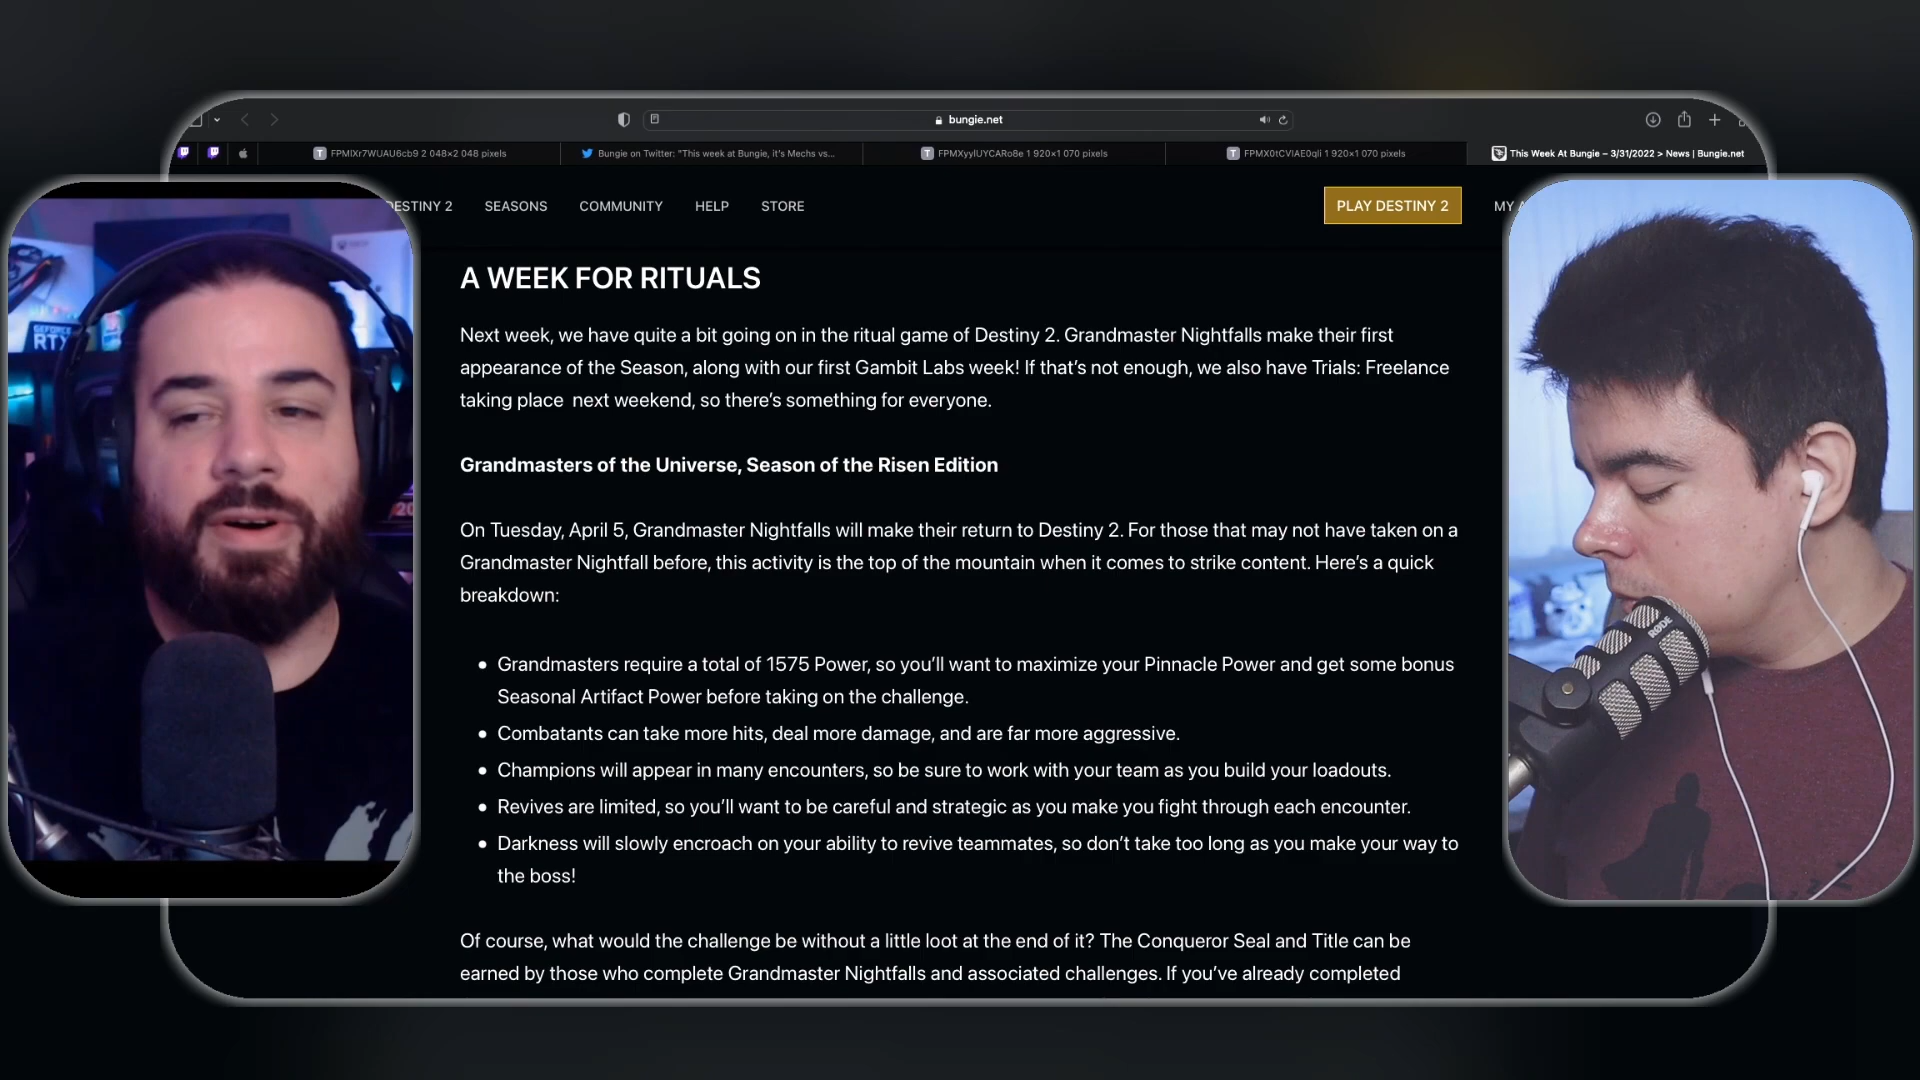 bungie.net
FPMIXr7WUAU6cb9 2 048×2 048 pixels
Bungie on Twitter: "This week at Bungie, it's Mechs vs...
FPMXyyIUYCARo8e 1 920×1 070 pixels
FPMX0tCVIAE0qli 1 920×1 070 pixels
This Week At Bungie – 3/31/2022 > News | Bungie.net
DESTINY 2 SEASONS COMMUNITY HELP STORE PLAY DESTINY 2 MY
A WEEK FOR RITUALS
Next week, we have quite a bit going on in the ritual game of Destiny 2. Grandmaster Nightfalls make their first
appearance of the Season, along with our first Gambit Labs week! If that's not enough, we also have Trials: Freelance
taking place next weekend, so there's something for everyone.
Grandmasters of the Universe, Season of the Risen Edition
On Tuesday, April 5, Grandmaster Nightfalls will make their return to Destiny 2. For those that may not have taken on a
Grandmaster Nightfall before, this activity is the top of the mountain when it comes to strike content. Here's a quick
breakdown:
• Grandmasters require a total of 1575 Power, so you'll want to maximize your Pinnacle Power and get some bonus
Seasonal Artifact Power before taking on the challenge.
• Combatants can take more hits, deal more damage, and are far more aggressive.
• Champions will appear in many encounters, so be sure to work with your team as you build your loadouts.
• Revives are limited, so you'll want to be careful and strategic as you make you fight through each encounter.
• Darkness will slowly encroach on your ability to revive teammates, so don't take too long as you make your way to
the boss!
Of course, what would the challenge be without a little loot at the end of it? The Conqueror Seal and Title can be
earned by those who complete Grandmaster Nightfalls and associated challenges. If you've already completed
GEFORCE
RTX
RØDE